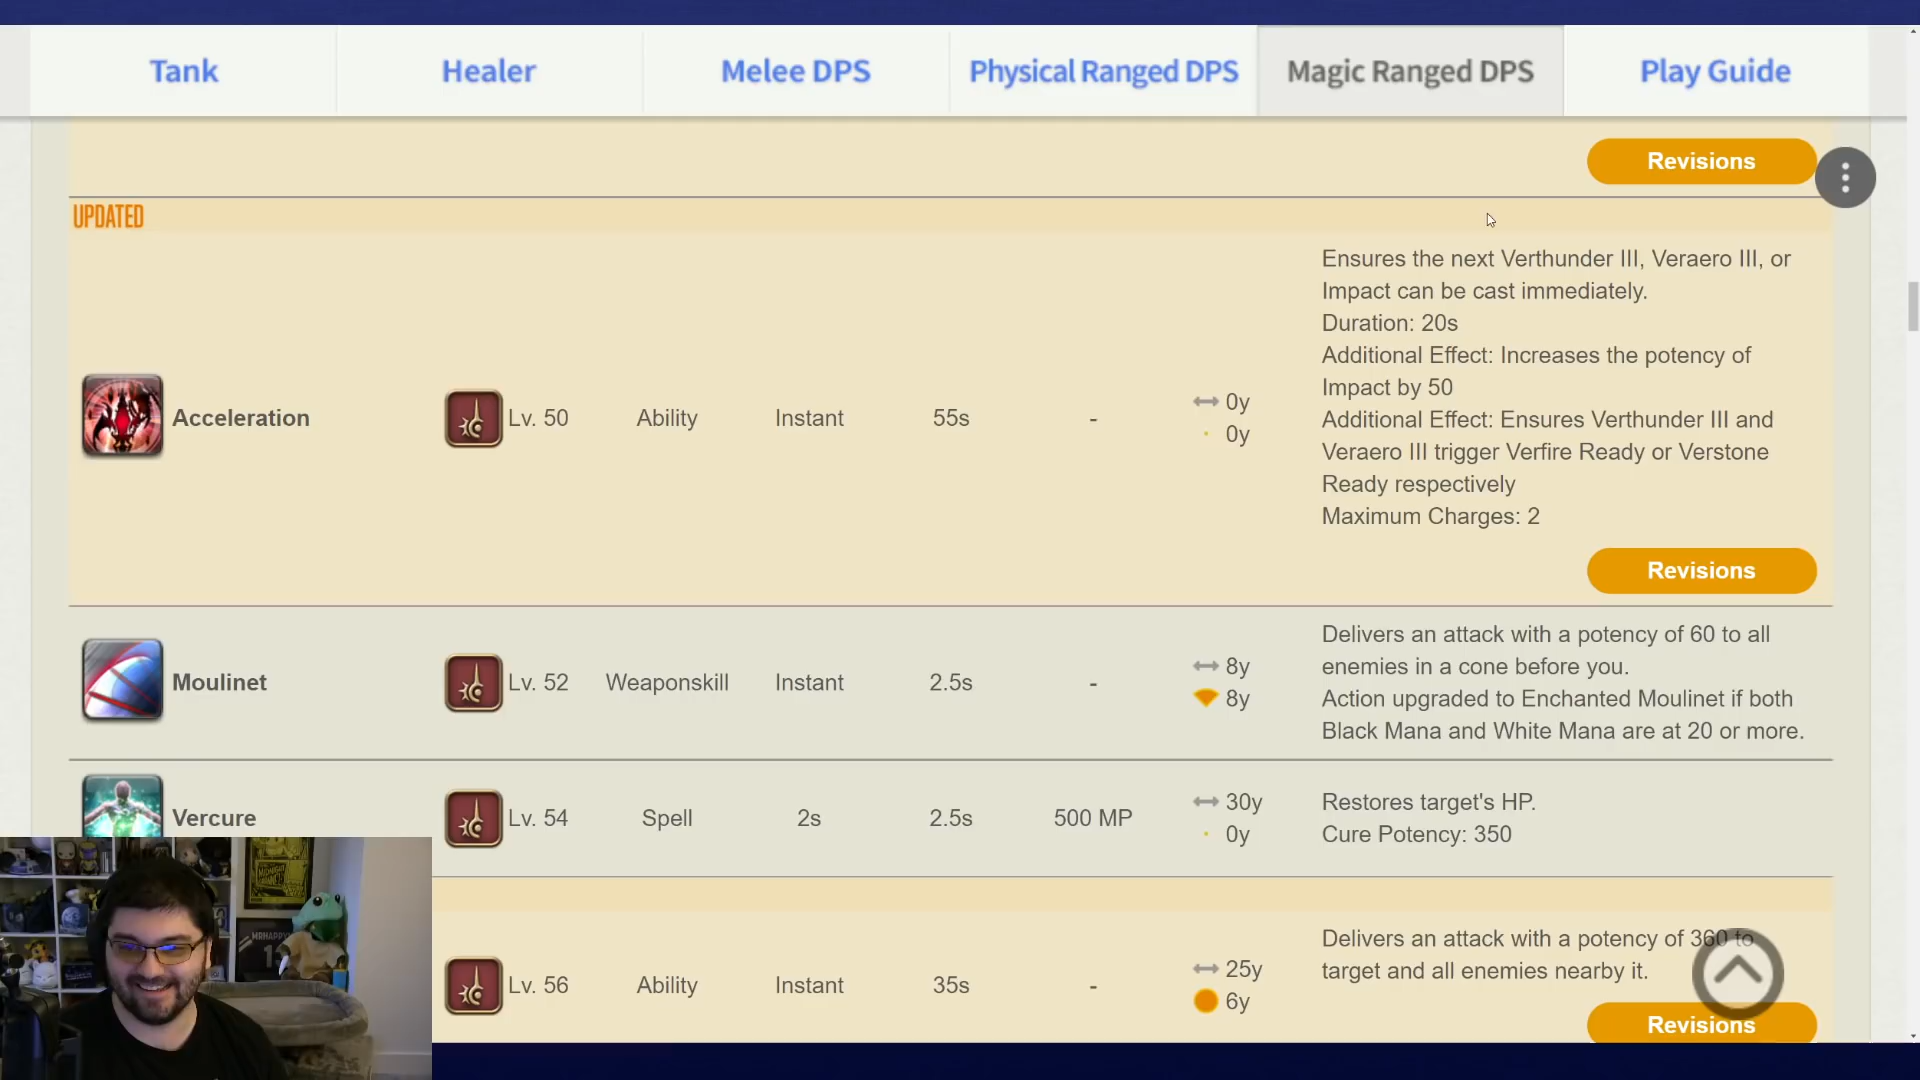 Tank
Healer
Melee DPS
Physical Ranged DPS
Magic Ranged DPS
Play Guide
Revisions
UPDATED
Acceleration
Lv. 50
Ability
Instant
55s
-
0y
0y
Ensures the next Verthunder III, Veraero III, or
Impact can be cast immediately.
Duration: 20s
Additional Effect: Increases the potency of
Impact by 50
Additional Effect: Ensures Verthunder III and
Veraero III trigger Verfire Ready or Verstone
Ready respectively
Maximum Charges: 2
Revisions
Moulinet
Lv. 52
Weaponskill
Instant
2.5s
-
8y
8y
Delivers an attack with a potency of 60 to all
enemies in a cone before you.
Action upgraded to Enchanted Moulinet if both
Black Mana and White Mana are at 20 or more.
Vercure
Lv. 54
Spell
2s
2.5s
500 MP
30y
0y
Restores target's HP.
Cure Potency: 350
Lv. 56
Ability
Instant
35s
-
25y
6y
Delivers an attack with a potency of 360 to
target and all enemies nearby it.
Revisions
MRHAPPY